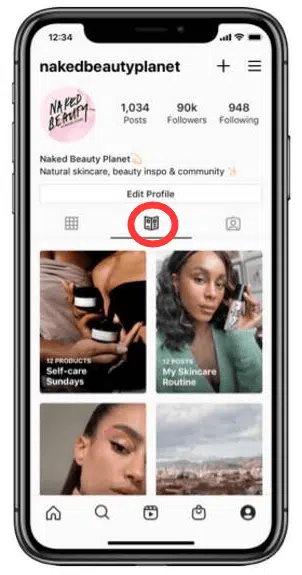 12:34
nakedbeautyplanet
NAKED
BEAUTY
1,034 90k 948
Posts Followers Following
Naked Beauty Planet💫
Natural skincare, beauty inspo & community ✨
Edit Profile
12 PRODUCTS
Self-care
Sundays
12 POSTS
My Skincare
Routine